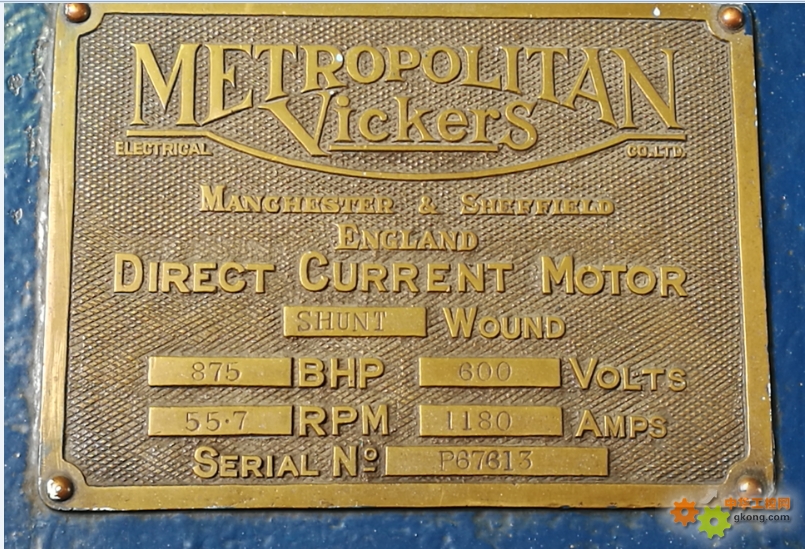 METROPOLITAN
Vickers
ELECTRICAL CO. LTD.
MANCHESTER & SHEFFIELD
ENGLAND
DIRECT CURRENT MOTOR
SHUNT WOUND
875 BHP 600 VOLTS
55·7 RPM 1180 AMPS
SERIAL Nº P67613
gkong.com